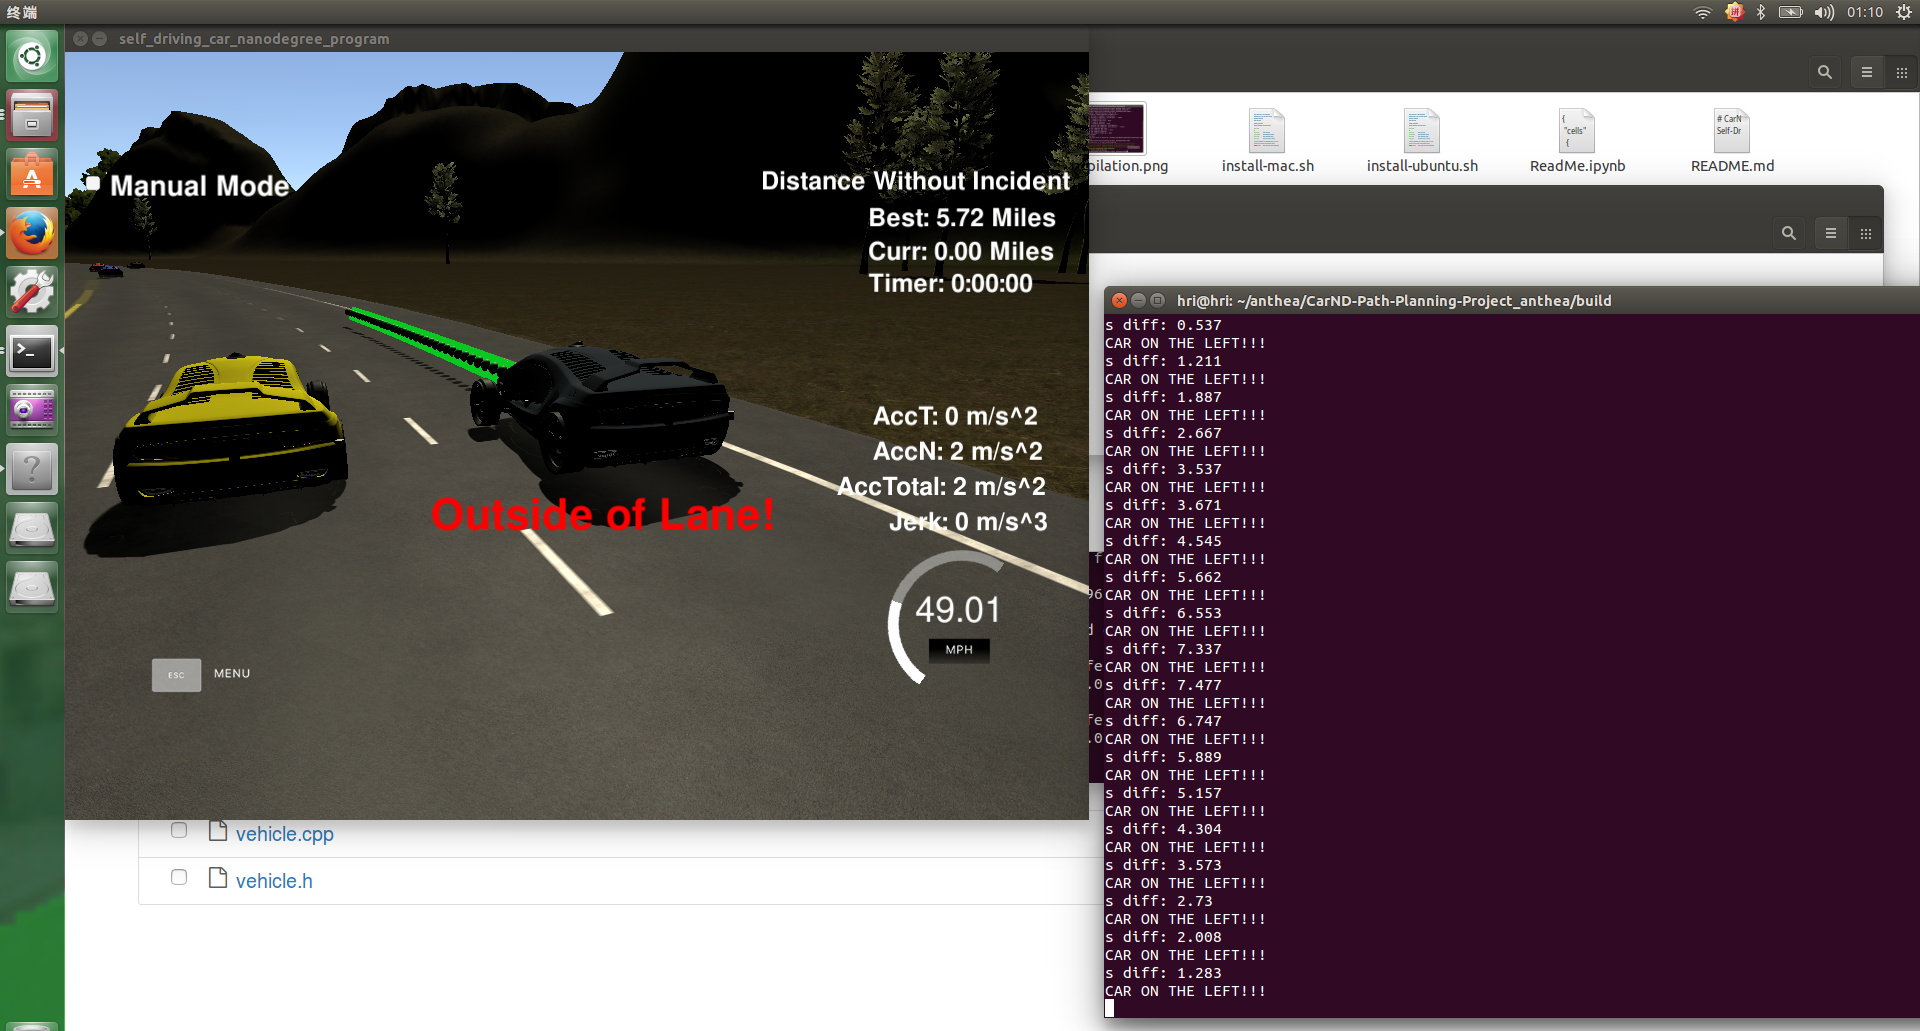 终端
01:10
self_driving_car_nanodegree_program
Manual Mode
Distance Without Incident
Best: 5.72 Miles
Curr: 0.00 Miles
Timer: 0:00:00
AccT: 0 m/s^2
AccN: 2 m/s^2
AccTotal: 2 m/s^2
Jerk: 0 m/s^3
Outside of Lane!
49.01
MPH
ESC MENU
vehicle.cpp
vehicle.h
pilation.png
install-mac.sh
install-ubuntu.sh
ReadMe.ipynb
README.md
{
"cells"
{
# CarN
Self-Dr
hri@hri: ~/anthea/CarND-Path-Planning-Project_anthea/build
s diff: 0.537
CAR ON THE LEFT!!!
s diff: 1.211
CAR ON THE LEFT!!!
s diff: 1.887
CAR ON THE LEFT!!!
s diff: 2.667
CAR ON THE LEFT!!!
s diff: 3.537
CAR ON THE LEFT!!!
s diff: 3.671
CAR ON THE LEFT!!!
s diff: 4.545
CAR ON THE LEFT!!!
s diff: 5.662
CAR ON THE LEFT!!!
s diff: 6.553
CAR ON THE LEFT!!!
s diff: 7.337
CAR ON THE LEFT!!!
s diff: 7.477
CAR ON THE LEFT!!!
s diff: 6.747
CAR ON THE LEFT!!!
s diff: 5.889
CAR ON THE LEFT!!!
s diff: 5.157
CAR ON THE LEFT!!!
s diff: 4.304
CAR ON THE LEFT!!!
s diff: 3.573
CAR ON THE LEFT!!!
s diff: 2.73
CAR ON THE LEFT!!!
s diff: 2.008
CAR ON THE LEFT!!!
s diff: 1.283
CAR ON THE LEFT!!!